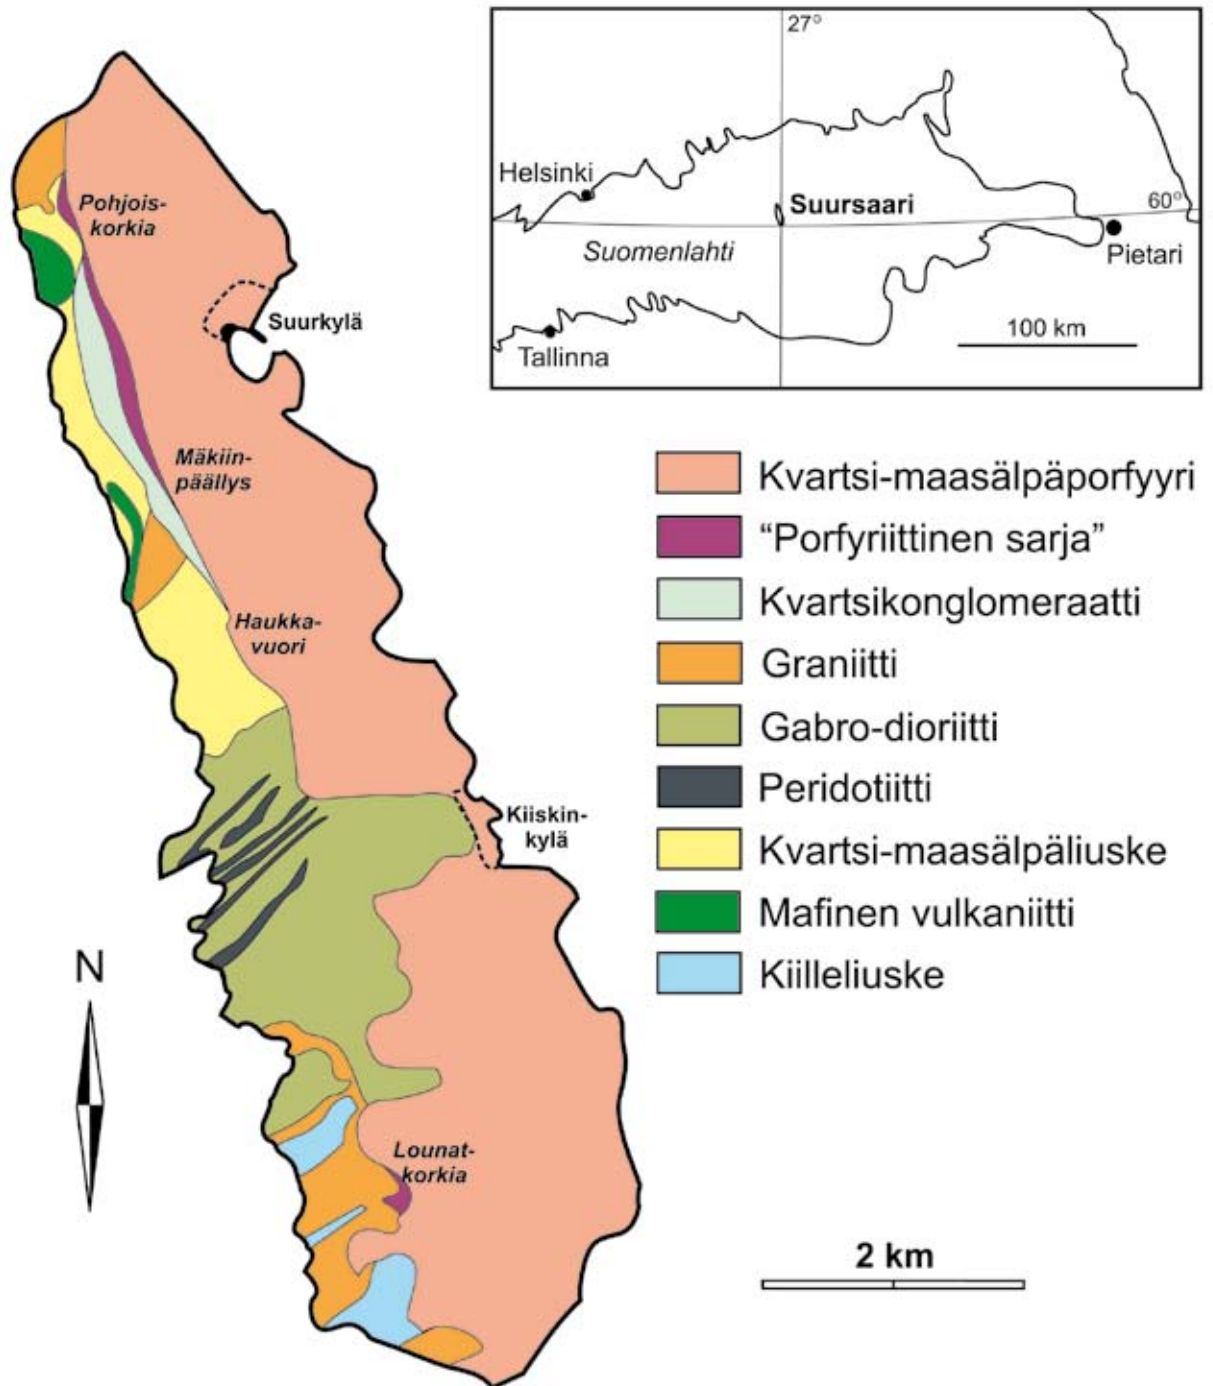 27°
Helsinki
Suursaari
60°
Suomenlahti
Pietari
100 km
Tallinna
Pohjois-
korkia
Suurkylä
Mäkiin-
päällys
Haukka-
vuori
Kiiskin-
kylä
Lounat-
korkia
Kvartsi-maasälpäporfyyri
“Porfyriittinen sarja”
Kvartsikonglomeraatti
Graniitti
Gabro-dioriitti
Peridotiitti
Kvartsi-maasälpäliuske
Mafinen vulkaniitti
Kiilleliuske
N
2 km